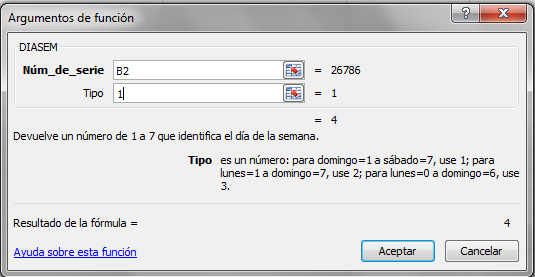 Argumentos de función
DIASEM
Núm_de_serie B2 = 26786
Tipo 1 = 1
= 4
Devuelve un número de 1 a 7 que identifica el día de la semana.
Tipo es un número: para domingo=1 a sábado=7, use 1; para
lunes=1 a domingo=7, use 2; para lunes=0 a domingo=6, use
3.
Resultado de la fórmula = 4
Ayuda sobre esta función Aceptar Cancelar